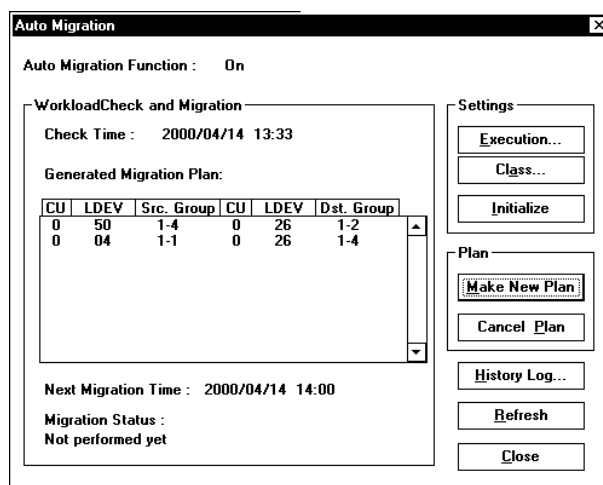 Auto Migration
Auto Migration Function : On
WorkloadCheck and Migration
Check Time : 2000/04/14 13:33
Generated Migration Plan:
CU LDEV Src. Group CU LDEV Dst. Group
0 50 1-4 0 26 1-2
0 04 1-1 0 26 1-4
Next Migration Time : 2000/04/14 14:00
Migration Status :
Not performed yet
Settings
Execution...
Class...
Initialize
Plan
Make New Plan
Cancel Plan
History Log...
Refresh
Close